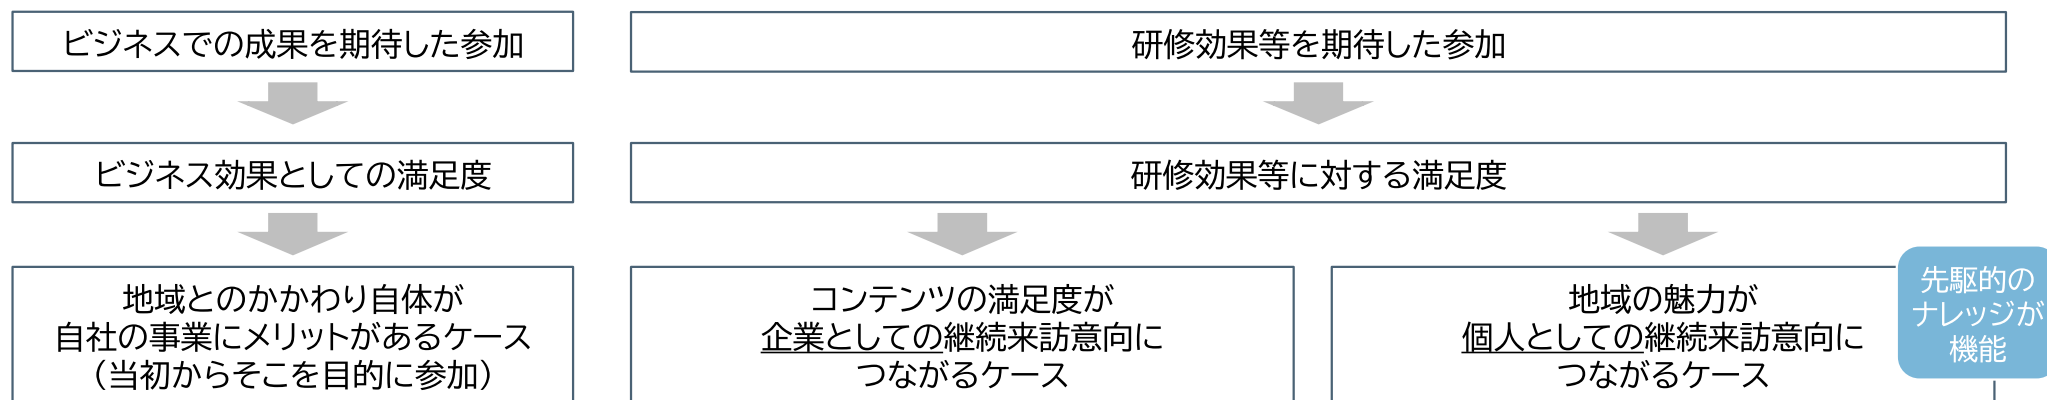 ビジネスでの成果を期待した参加
研修効果等を期待した参加
ビジネス効果としての満足度
研修効果等に対する満足度
地域とのかかわり自体が
自社の事業にメリットがあるケース
（当初からそこを目的に参加）
コンテンツの満足度が
企業としての継続来訪意向に
つながるケース
地域の魅力が
個人としての継続来訪意向に
つながるケース
先駆的の
ナレッジが
機能